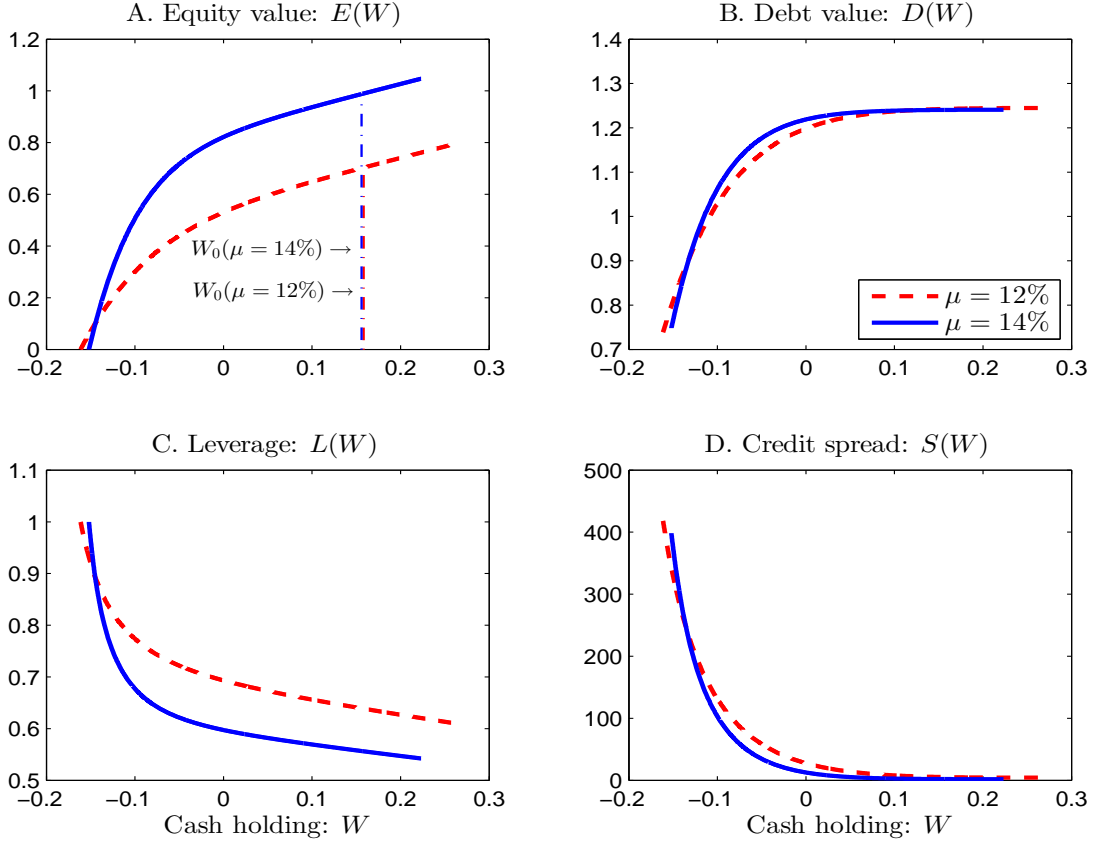 A. Equity value: E(W)
1.2
1
0.8
0.6
0.4
0.2
0
−0.2 −0.1 0 0.1 0.2 0.3
W₀(μ = 14%) →
W₀(μ = 12%) →
B. Debt value: D(W)
1.4
1.3
1.2
1.1
1
0.9
0.8
0.7
−0.2 −0.1 0 0.1 0.2 0.3
μ = 12%
μ = 14%
C. Leverage: L(W)
1.1
1
0.9
0.8
0.7
0.6
0.5
−0.2 −0.1 0 0.1 0.2 0.3
Cash holding: W
D. Credit spread: S(W)
500
400
300
200
100
0
−0.2 −0.1 0 0.1 0.2 0.3
Cash holding: W